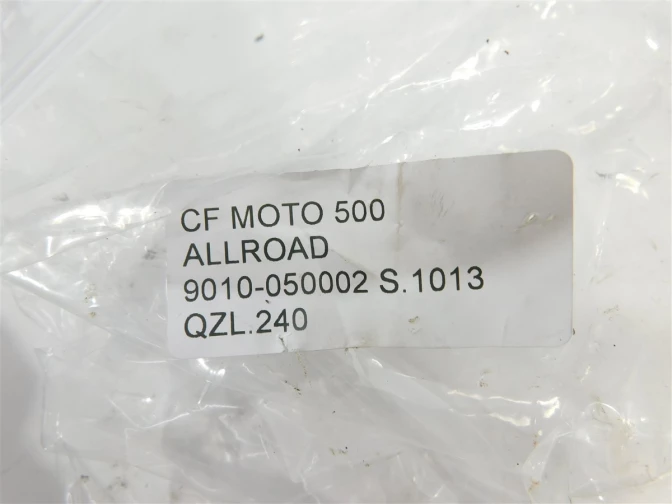 CF MOTO 500
ALLROAD
9010-050002 S.1013
QZL.240